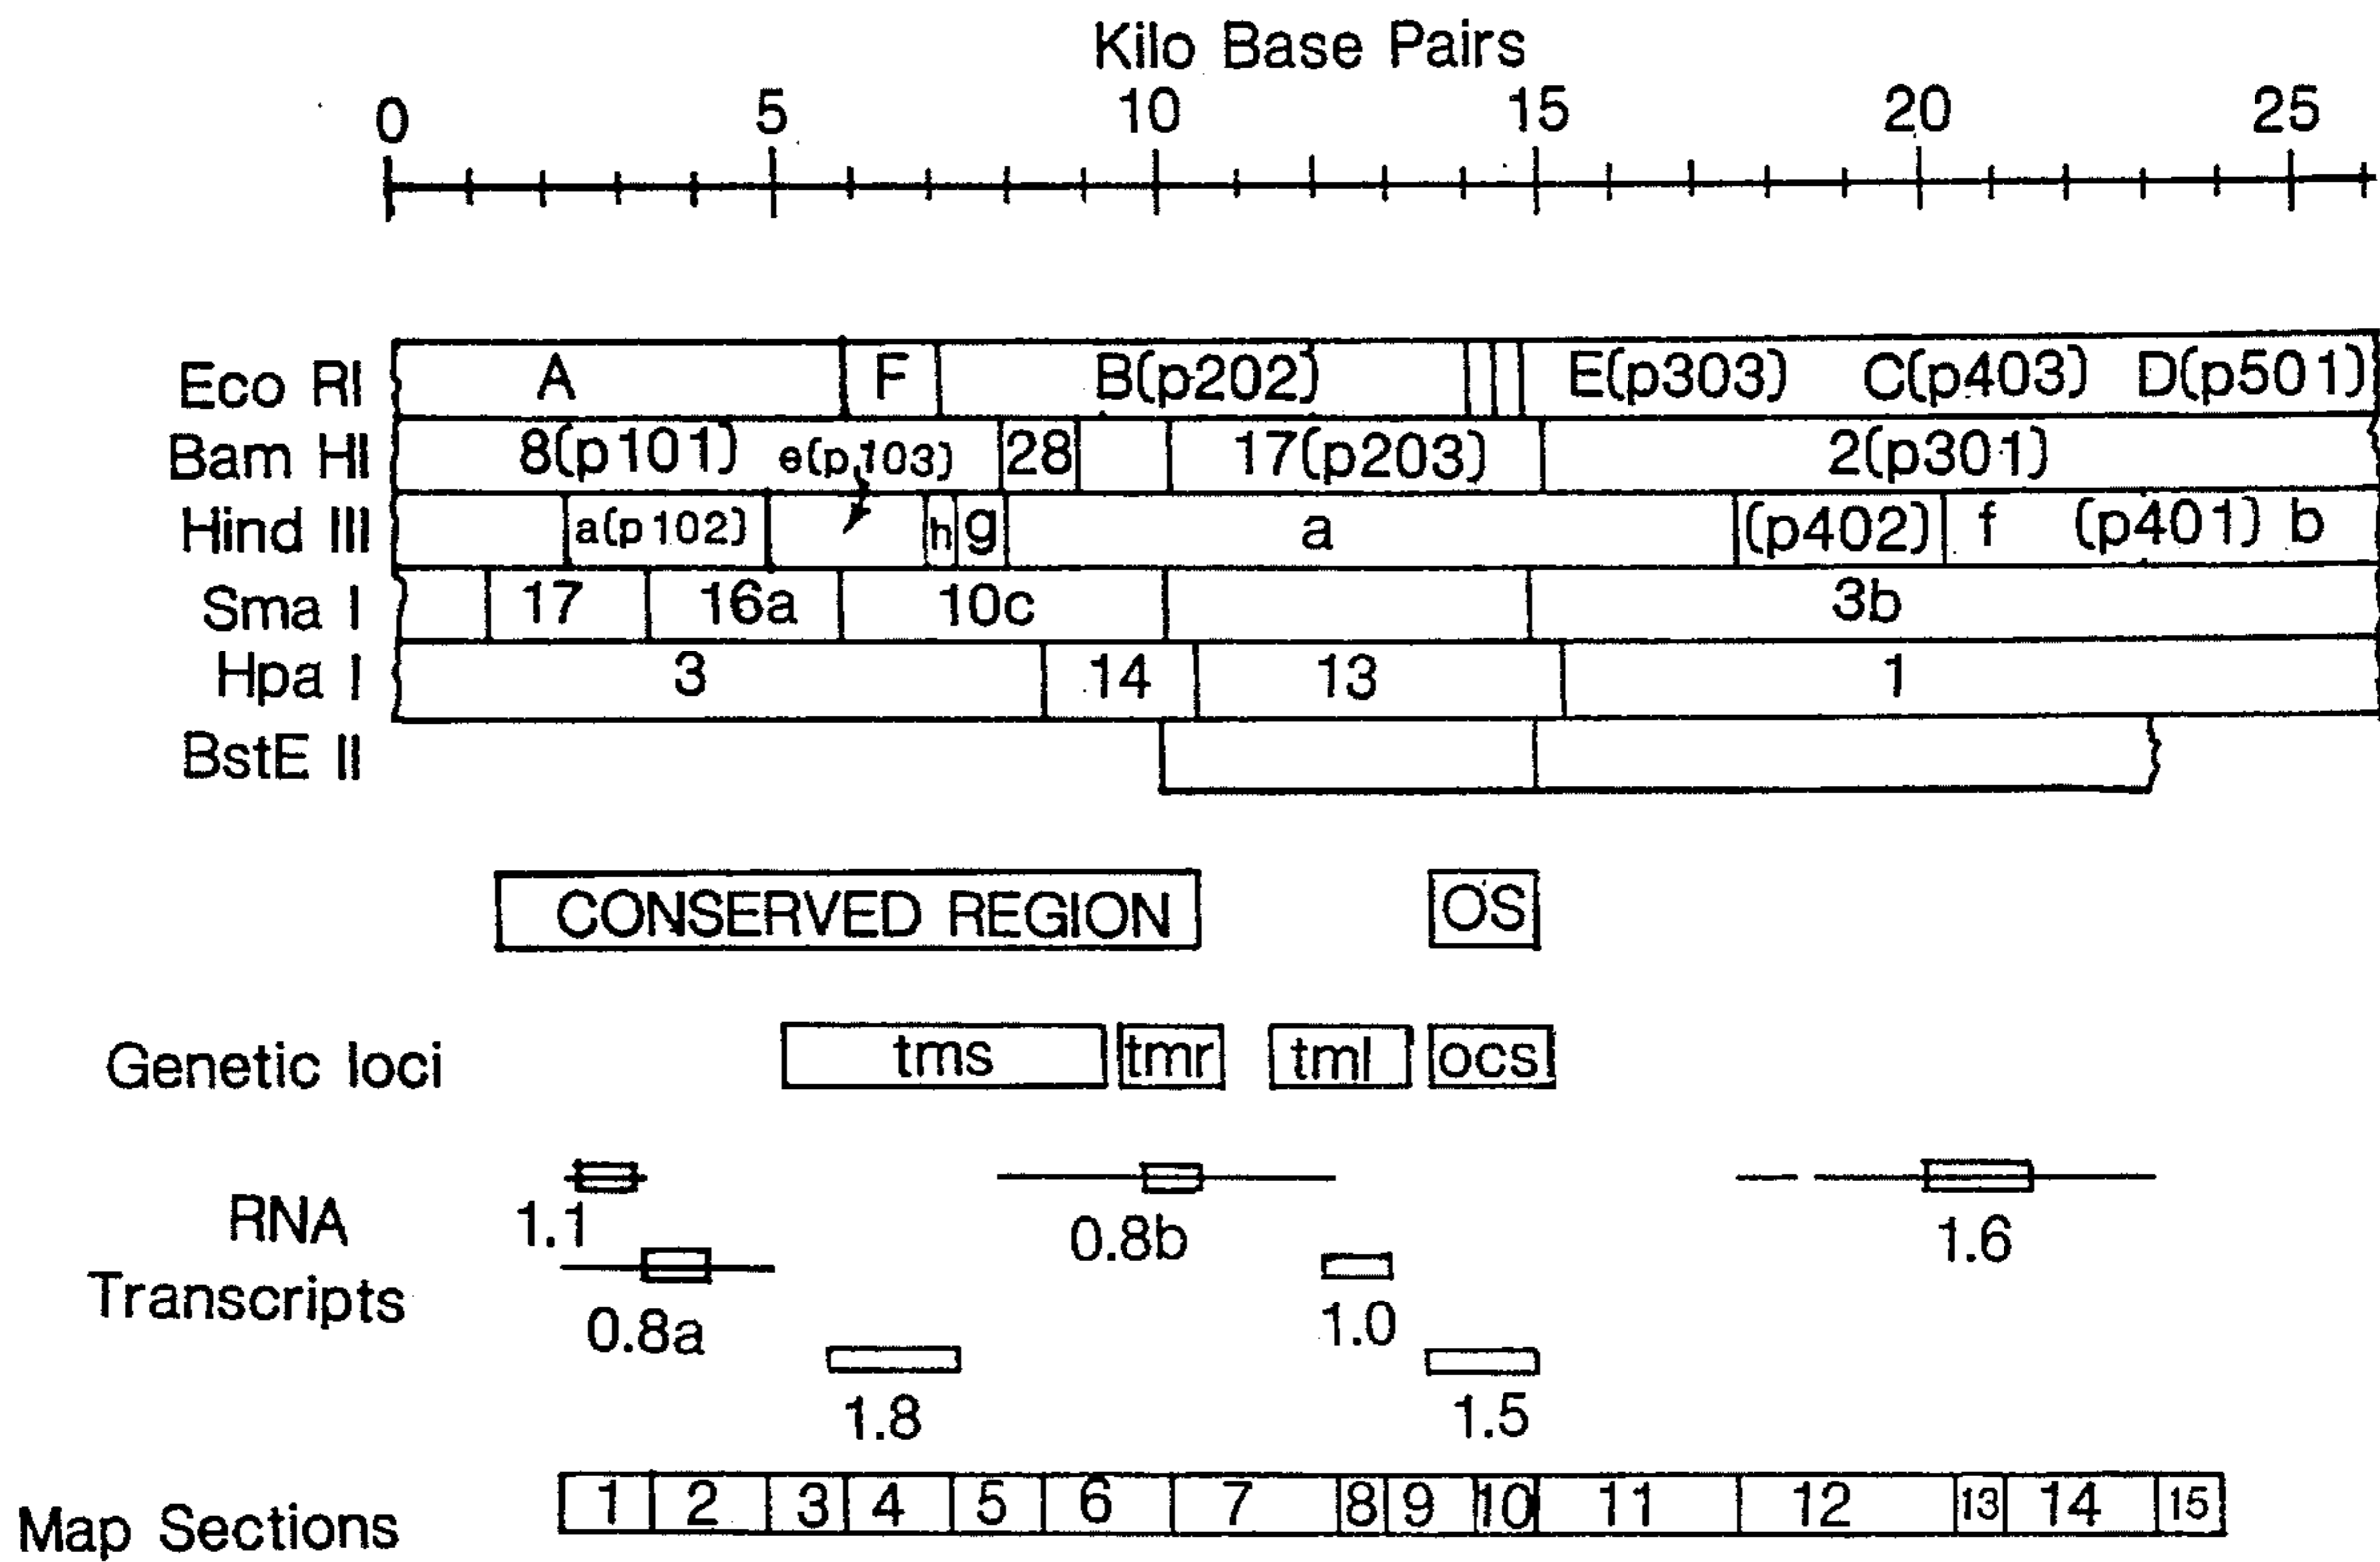 Kilo Base Pairs
0 5 10 15 20 25
Eco RI A F B(p202) E(p303) C(p403) D(p501)
Bam HI 8(p101) e(p103) 28 17(p203) 2(p301)
Hind III a(p102) h g a (p402) f (p401) b
Sma I 17 16a 10c 3b
Hpa I 3 14 13 1
BstE II
CONSERVED REGION OS
Genetic loci tms tmr tml ocs
RNA
Transcripts
1.1 0.8b 1.6
0.8a 1.0
1.8 1.5
Map Sections 1 2 3 4 5 6 7 8 9 10 11 12 13 14 15